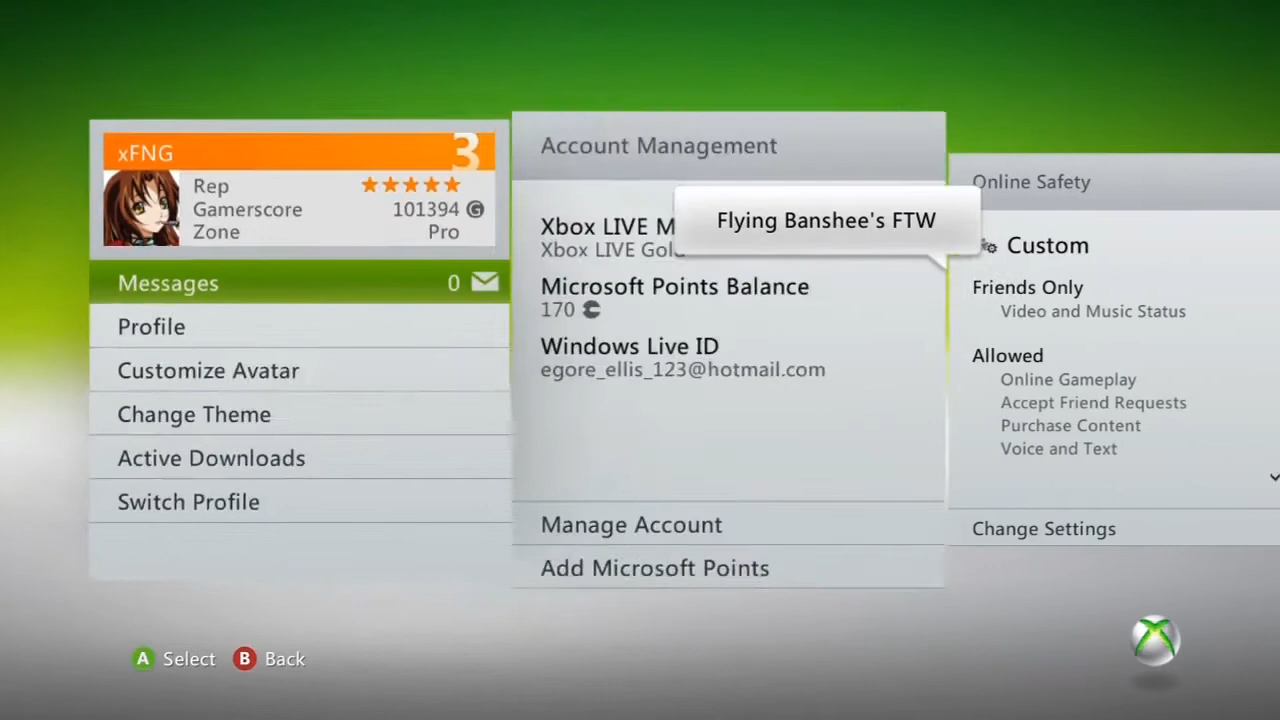 xFNG 3
Rep
Gamerscore 101394 G
Zone Pro
Messages 0
Profile
Customize Avatar
Change Theme
Active Downloads
Switch Profile
Account Management
Flying Banshee's FTW
Xbox LIVE M
Xbox LIVE Gold
Microsoft Points Balance
170
Windows Live ID
egore_ellis_123@hotmail.com
Manage Account
Add Microsoft Points
Online Safety
Custom
Friends Only
Video and Music Status
Allowed
Online Gameplay
Accept Friend Requests
Purchase Content
Voice and Text
Change Settings
A Select B Back